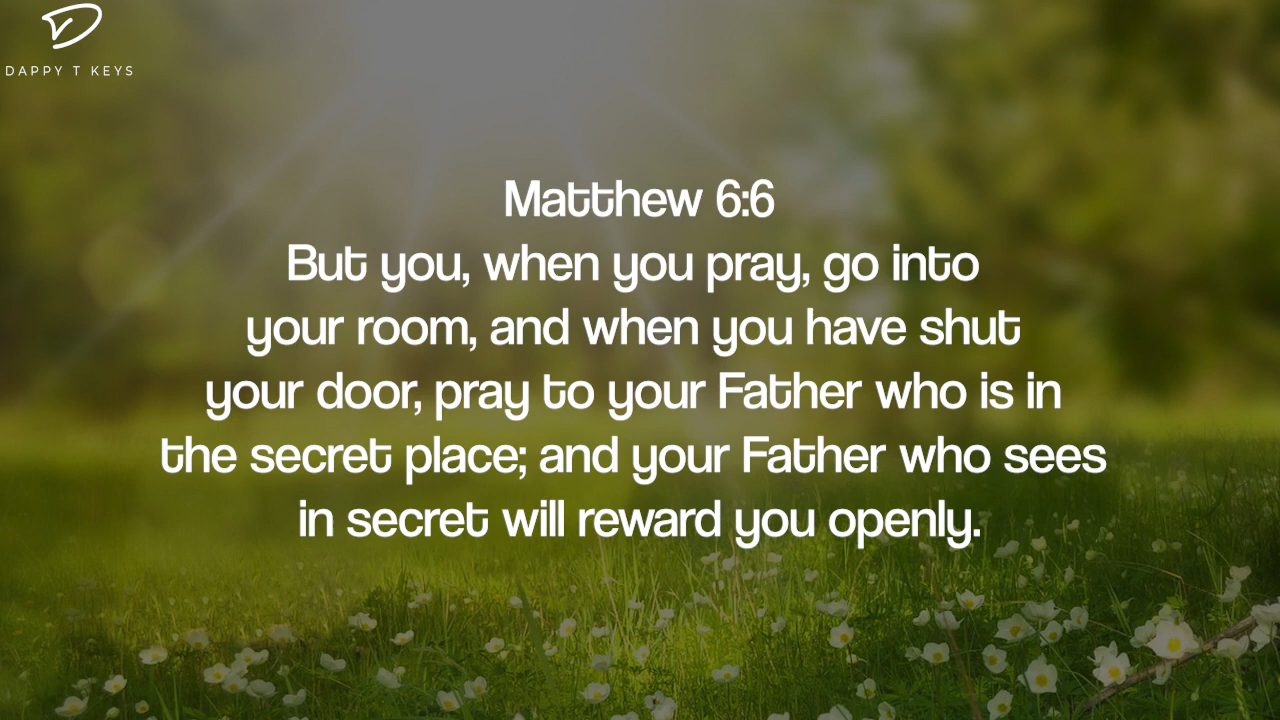 DAPPY T KEYS
Matthew 6:6
But you, when you pray, go into
your room, and when you have shut
your door, pray to your Father who is in
the secret place; and your Father who sees
in secret will reward you openly.